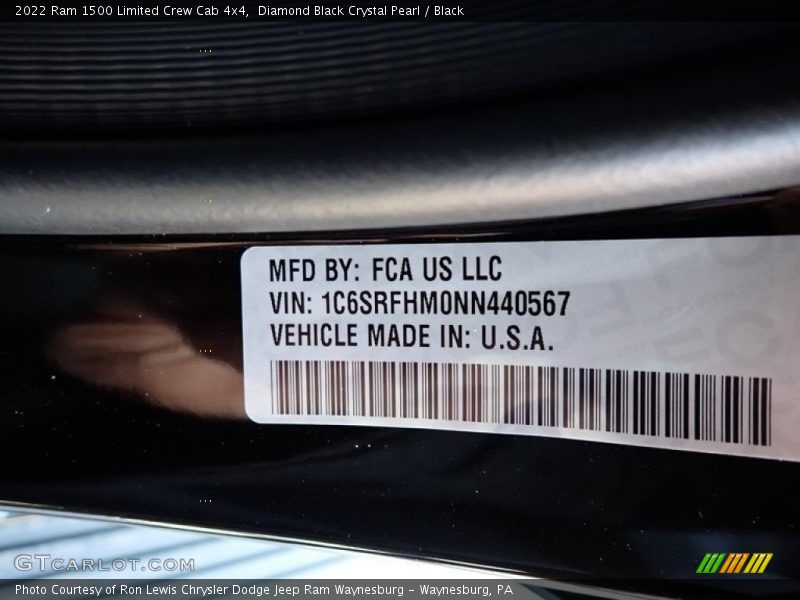 2022 Ram 1500 Limited Crew Cab 4x4,  Diamond Black Crystal Pearl / Black
MFD BY: FCA US LLC
VIN: 1C6SRFHM0NN440567
VEHICLE MADE IN: U.S.A.
GTCARLOT.COM
Photo Courtesy of Ron Lewis Chrysler Dodge Jeep Ram Waynesburg - Waynesburg, PA